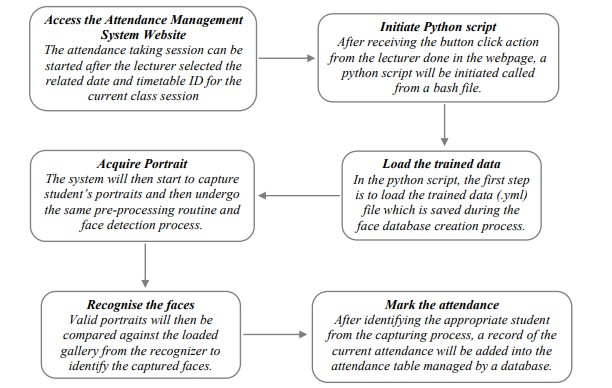 Access the Attendance Management
System Website
The attendance taking session can be
started after the lecturer selected the
related date and timetable ID for the
current class session
Initiate Python script
After receiving the button click action
from the lecturer done in the webpage, a
python script will be initiated called
from a bash file.
Load the trained data
In the python script, the first step
is to load the trained data (.yml)
file which is saved during the
face database creation process.
Acquire Portrait
The system will then start to capture
student's portraits and then undergo
the same pre-processing routine and
face detection process.
Recognise the faces
Valid portraits will then be
compared against the loaded
gallery from the recognizer to
identify the captured faces.
Mark the attendance
After identifying the appropriate student
from the capturing process, a record of the
current attendance will be added into the
attendance table managed by a database.